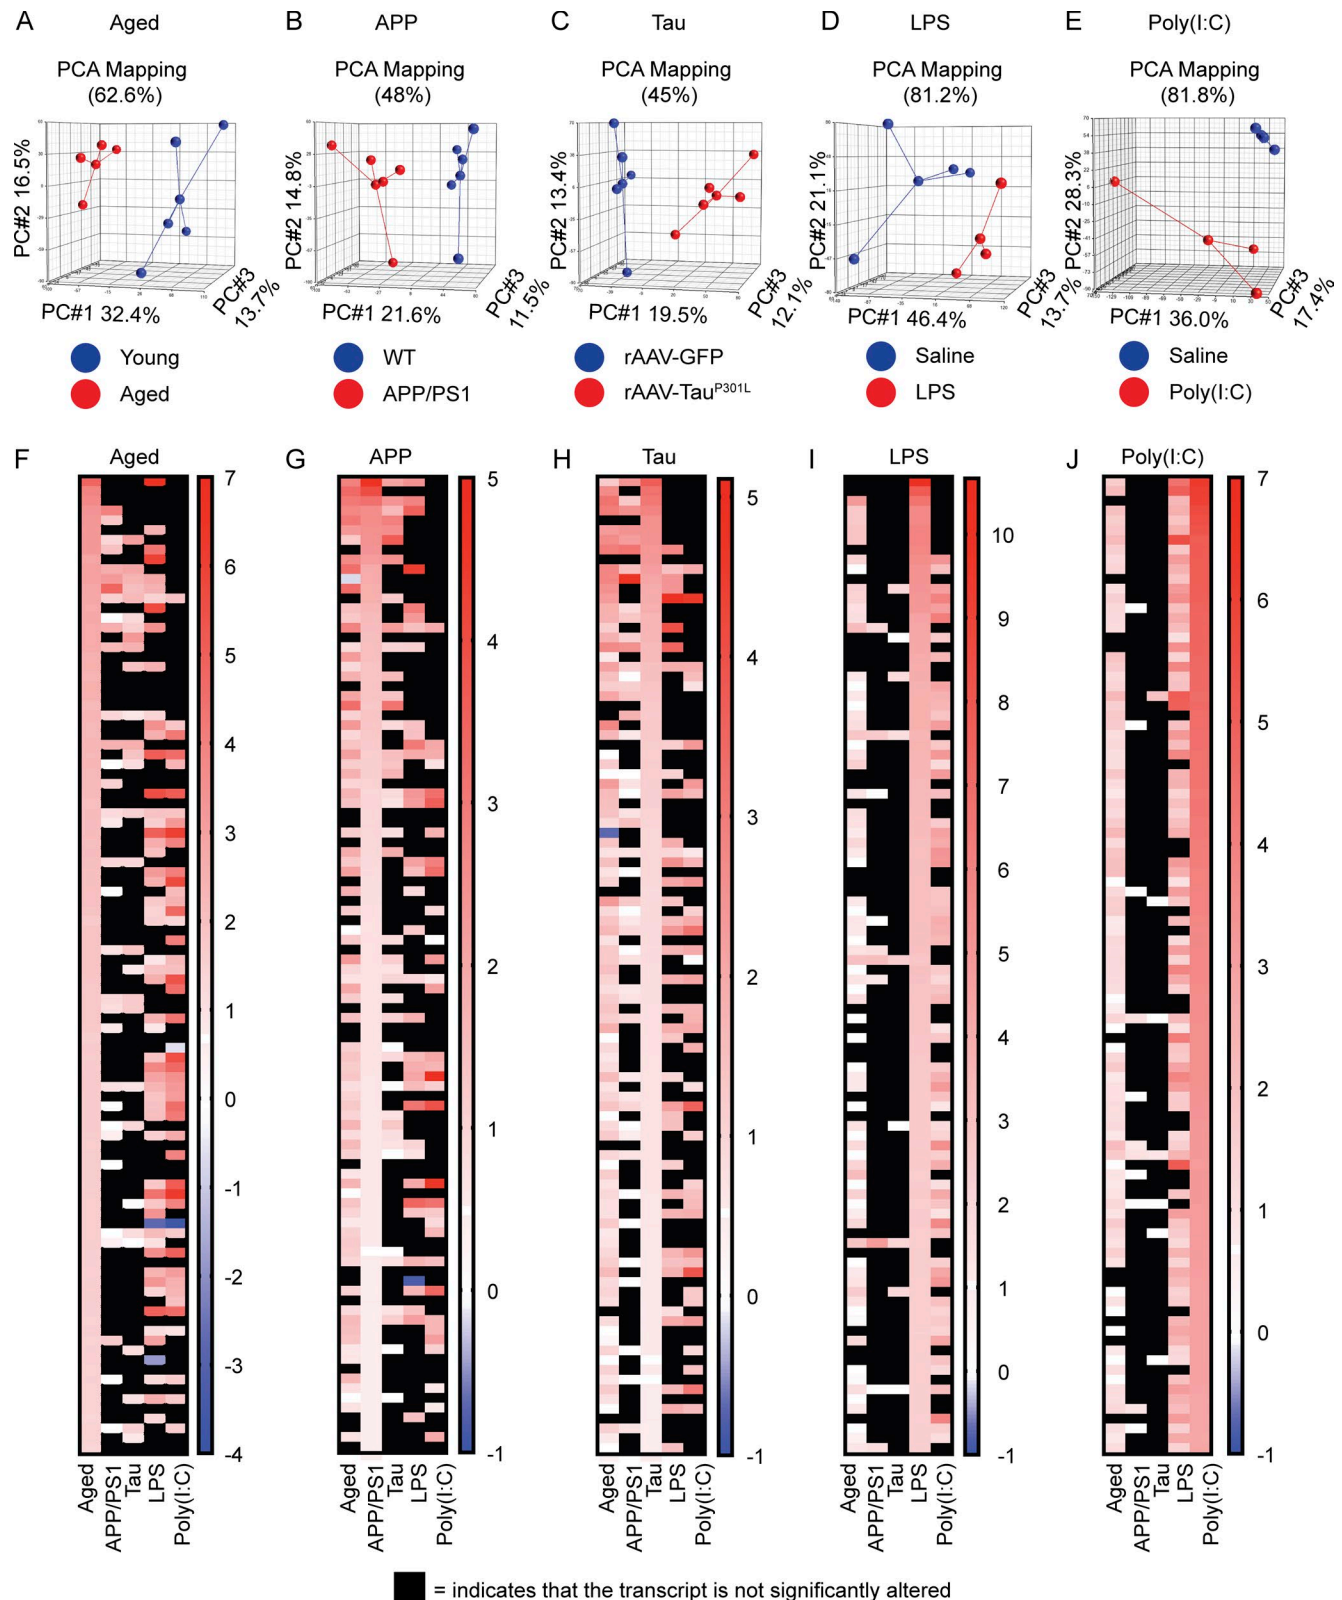 A Aged
B APP
C Tau
D LPS
E Poly(I:C)
PCA Mapping
(62.6%)
PCA Mapping
(48%)
PCA Mapping
(45%)
PCA Mapping
(81.2%)
PCA Mapping
(81.8%)
PC#2 16.5%
PC#1 32.4%
PC#3
13.7%
PC#2 14.8%
PC#1 21.6%
PC#3
11.5%
PC#2 13.4%
PC#1 19.5%
PC#3
12.1%
PC#2 21.1%
PC#1 46.4%
PC#3
13.7%
PC#2 28.3%
PC#1 36.0%
PC#3
17.4%
Young
Aged
WT
APP/PS1
rAAV-GFP
rAAV-Tau^P301L
Saline
LPS
Saline
Poly(I:C)
F Aged
G APP
H Tau
I LPS
J Poly(I:C)
7
6
5
4
3
2
1
0
-1
-2
-3
-4
5
4
3
2
1
0
-1
5
4
3
2
1
0
-1
10
9
8
7
6
5
4
3
2
1
0
-1
7
6
5
4
3
2
1
0
-1
Aged
APP/PS1
Tau
LPS
Poly(I:C)
Aged
APP/PS1
Tau
LPS
Poly(I:C)
Aged
APP/PS1
Tau
LPS
Poly(I:C)
Aged
APP/PS1
Tau
LPS
Poly(I:C)
Aged
APP/PS1
Tau
LPS
Poly(I:C)
= indicates that the transcript is not significantly altered